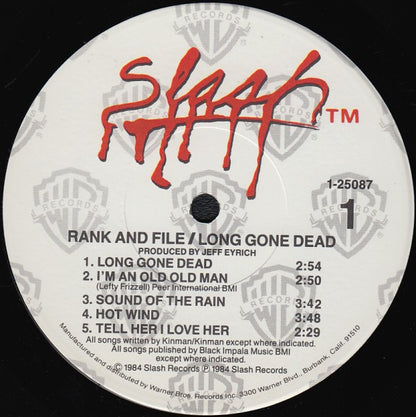 Slash TM
1-25087
1
RANK AND FILE/LONG GONE DEAD
PRODUCED BY JEFF EYRICH
1. LONG GONE DEAD 2:54
2. I'M AN OLD OLD MAN 2:50
(Lefty Frizzell) Peer International BMI
3. SOUND OF THE RAIN 3:42
4. HOT WIND 3:48
5. TELL HER I LOVE HER 2:29
All songs written by Kinman/Kinman except where indicated.
All songs published by Black Impala Music BMI
except where indicated.
© 1984 Slash Records Ⓟ 1984 Slash Records
Manufactured and distributed by Warner Bros. Records Inc. 3300 Warner Blvd., Burbank, Calif. 91510
WB RECORDS